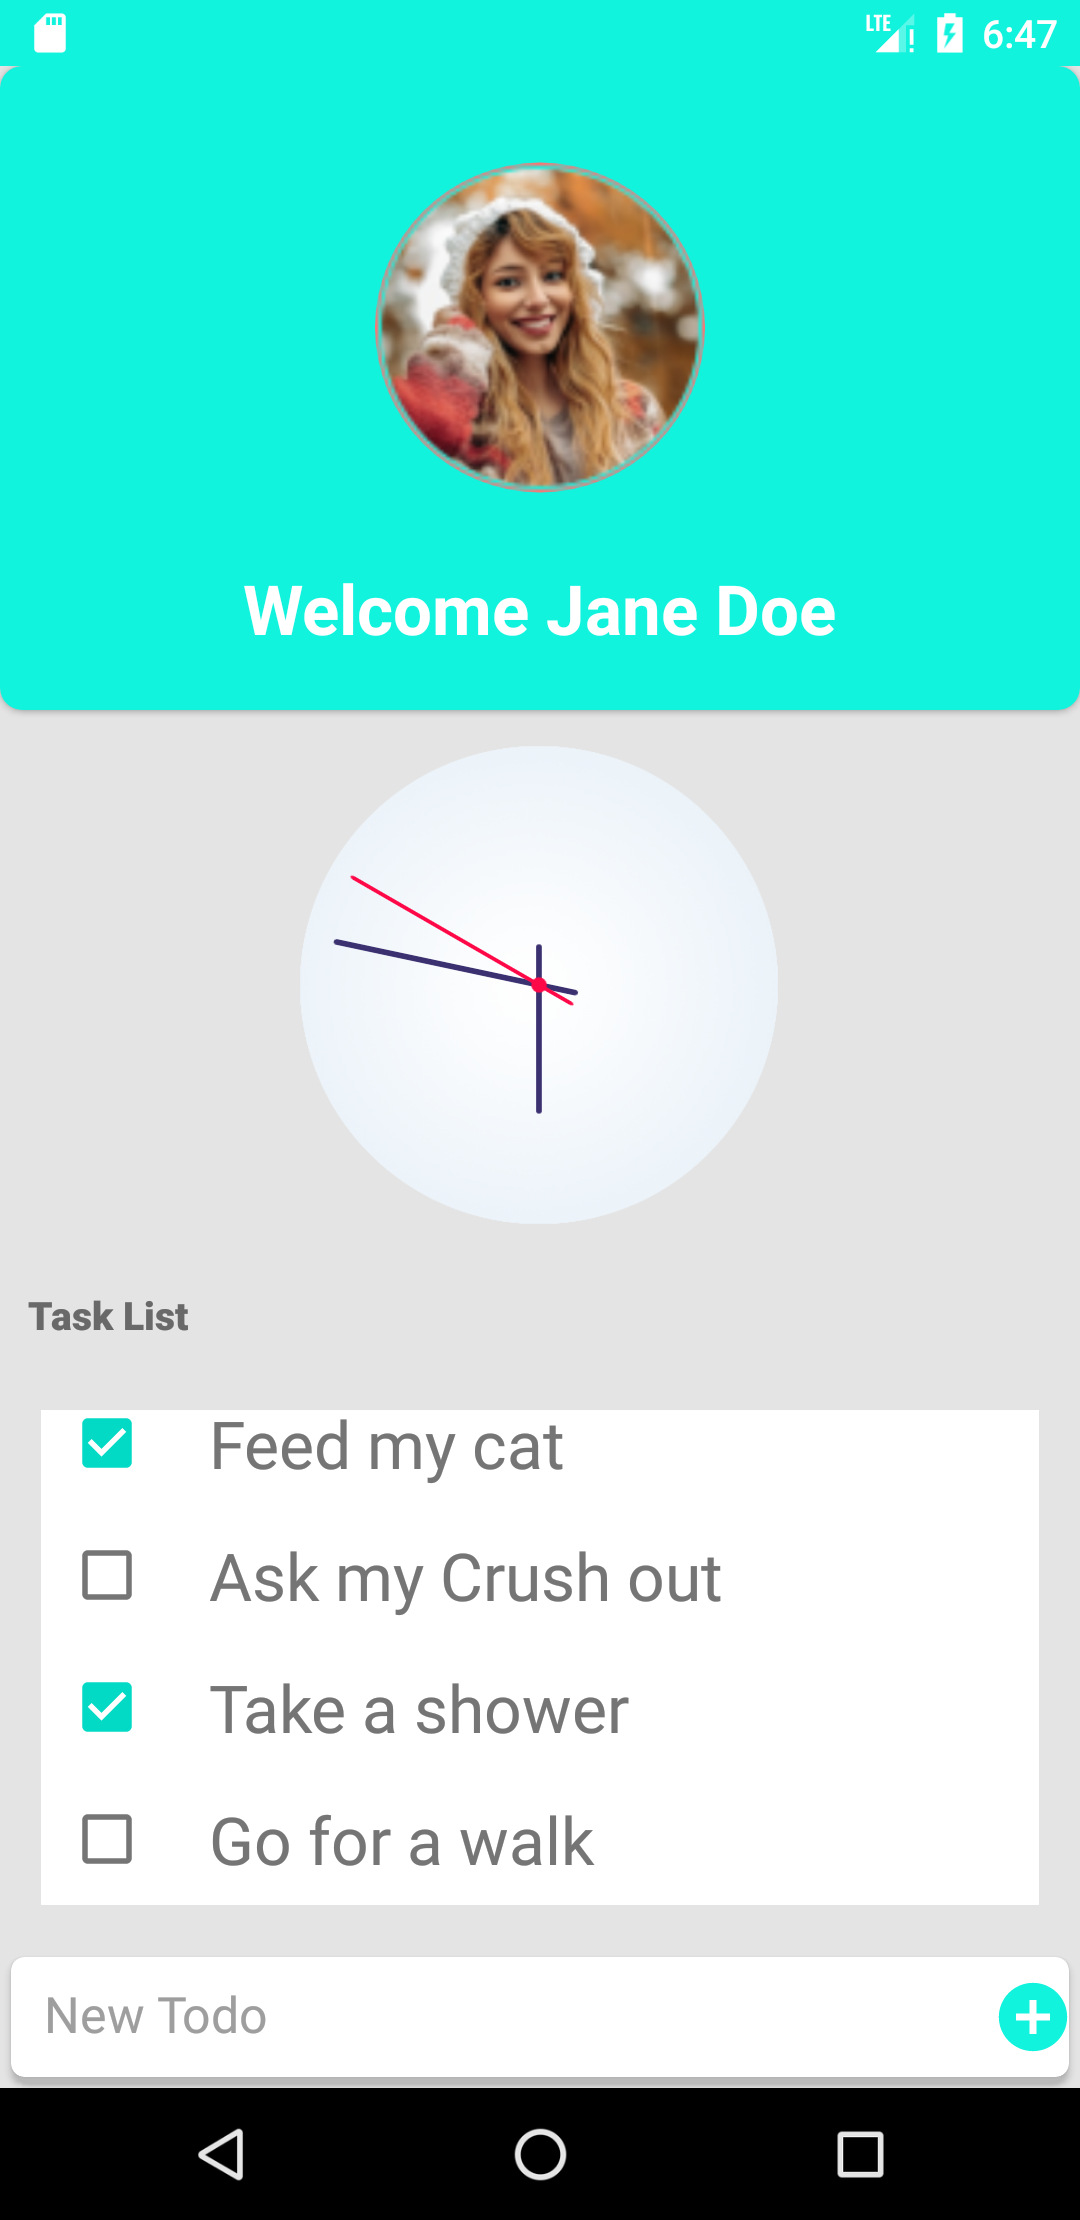 LTE 6:47
Welcome Jane Doe
Task List
Feed my cat
Ask my Crush out
Take a shower
Go for a walk
New Todo